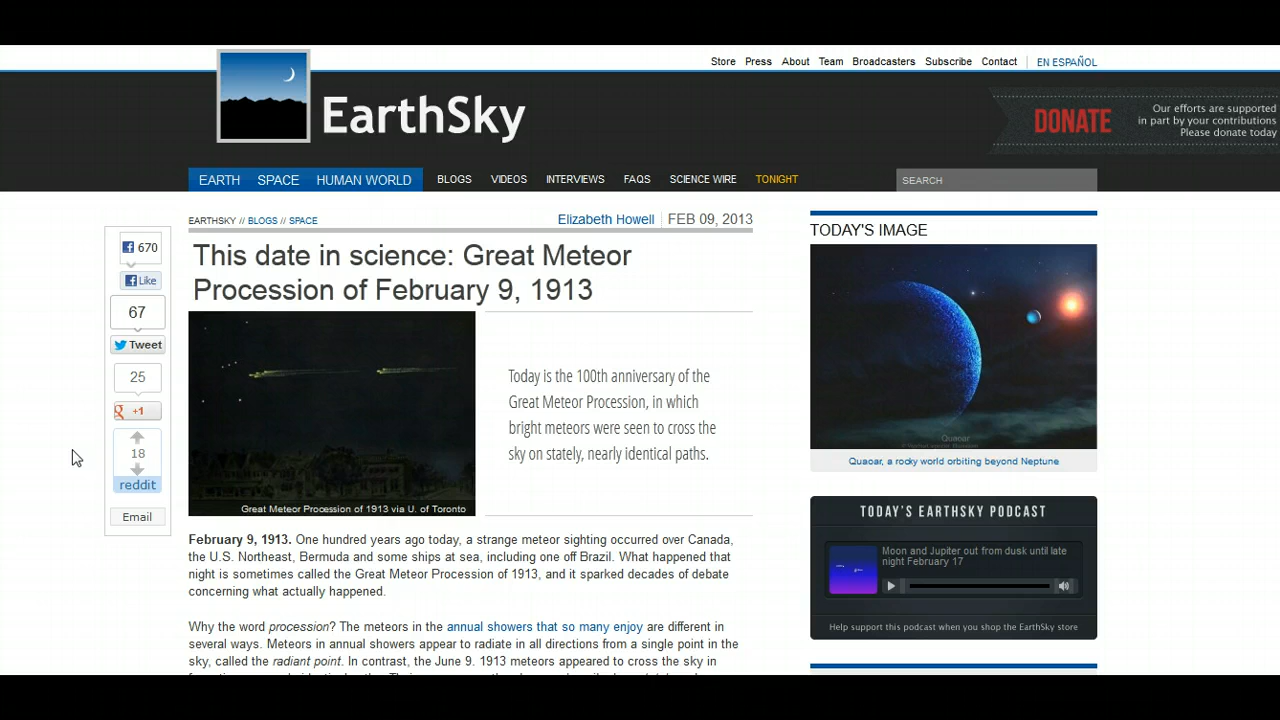 Store Press About Team Broadcasters Subscribe Contact EN ESPAÑOL
EarthSky
DONATE
Our efforts are supported
in part by your contributions
Please donate today
EARTH SPACE HUMAN WORLD BLOGS VIDEOS INTERVIEWS FAQS SCIENCE WIRE TONIGHT SEARCH
EARTHSKY // BLOGS // SPACE
Elizabeth Howell FEB 09, 2013
This date in science: Great Meteor
Procession of February 9, 1913
670
Like
67
Tweet
25
+1
18
reddit
Email
Great Meteor Procession of 1913 via U. of Toronto
Today is the 100th anniversary of the
Great Meteor Procession, in which
bright meteors were seen to cross the
sky on stately, nearly identical paths.
February 9, 1913. One hundred years ago today, a strange meteor sighting occurred over Canada,
the U.S. Northeast, Bermuda and some ships at sea, including one off Brazil. What happened that
night is sometimes called the Great Meteor Procession of 1913, and it sparked decades of debate
concerning what actually happened.
Why the word procession? The meteors in the annual showers that so many enjoy are different in
several ways. Meteors in annual showers appear to radiate in all directions from a single point in the
sky, called the radiant point. In contrast, the June 9. 1913 meteors appeared to cross the sky in
TODAY'S IMAGE
Quaoar
Quaoar, a rocky world orbiting beyond Neptune
TODAY'S EARTHSKY PODCAST
Moon and Jupiter out from dusk until late
night February 17
Help support this podcast when you shop the EarthSky store